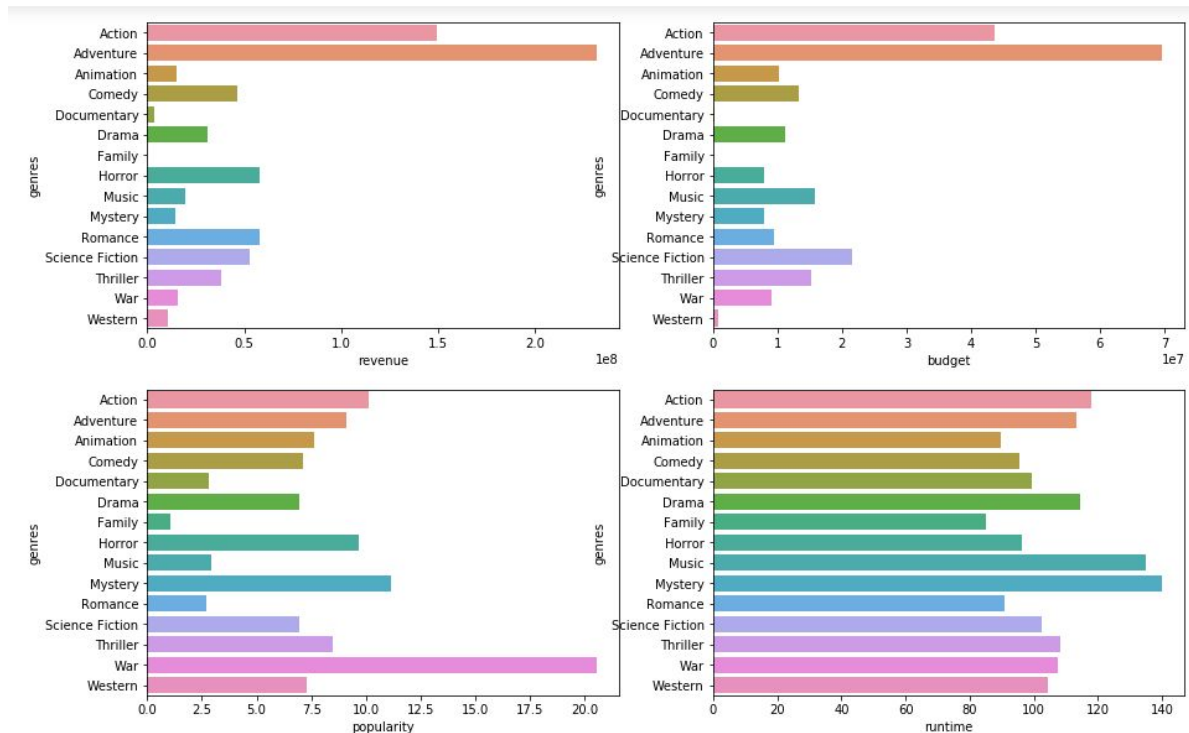 Action
Adventure
Animation
Comedy
Documentary
Drama
Family
Horror
Music
Mystery
Romance
Science Fiction
Thriller
War
Western
genres
0.0 0.5 1.0 1.5 2.0
1e8
revenue
Action
Adventure
Animation
Comedy
Documentary
Drama
Family
Horror
Music
Mystery
Romance
Science Fiction
Thriller
War
Western
genres
0 1 2 3 4 5 6 7
1e7
budget
Action
Adventure
Animation
Comedy
Documentary
Drama
Family
Horror
Music
Mystery
Romance
Science Fiction
Thriller
War
Western
genres
0.0 2.5 5.0 7.5 10.0 12.5 15.0 17.5 20.0
popularity
Action
Adventure
Animation
Comedy
Documentary
Drama
Family
Horror
Music
Mystery
Romance
Science Fiction
Thriller
War
Western
genres
0 20 40 60 80 100 120 140
runtime